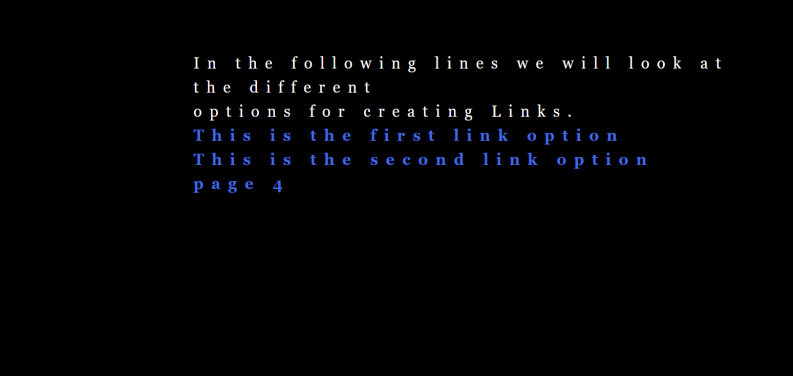 In the following lines we will look at
the different
options for creating Links.
This is the first link option
This is the second link option
page 4